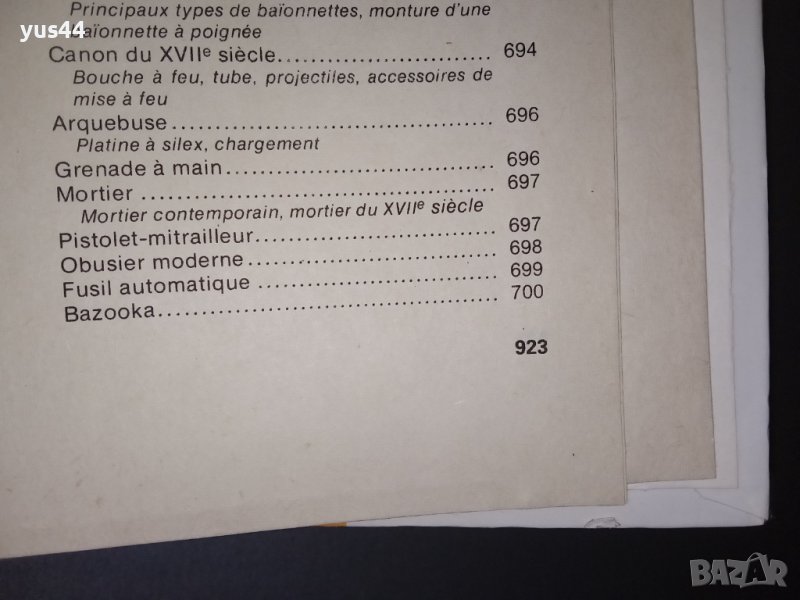 yus44
Principaux types de baïonnettes, monture d'une
baïonnette à poignée
Canon du XVIIe siècle.................................. 694
Bouche à feu, tube, projectiles, accessoires de
mise à feu
Arquebuse .................................................. 696
Platine à silex, chargement
Grenade à main.......................................... 696
Mortier ...................................................... 697
Mortier contemporain, mortier du XVIIe siècle
Pistolet-mitrailleur..................................... 697
Obusier moderne ...................................... 698
Fusil automatique ..................................... 699
Bazooka.................................................... 700
923
BAZAR